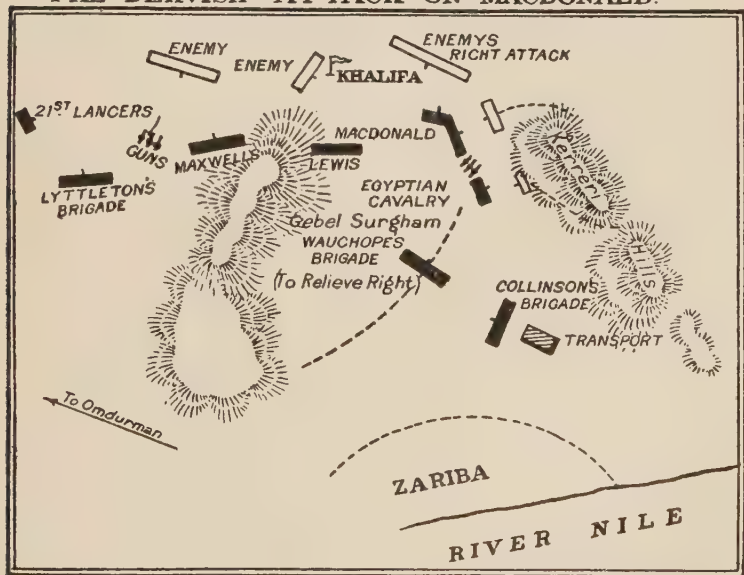 THE DERVISH ATTACK ON MACDONALD.
ENEMY
ENEMY
KHALIFA
ENEMYS
RIGHT ATTACK
21ST LANCERS
GUNS
MAXWELLS
LEWIS
MACDONALD
LYTTLETON'S
BRIGADE
EGYPTIAN
CAVALRY
Kerreri
HILLS
Gebel Surgham
WAUCHOPES
BRIGADE
(To Relieve Right)
COLLINSONS
BRIGADE
TRANSPORT
To Omdurman
ZARIBA
RIVER NILE